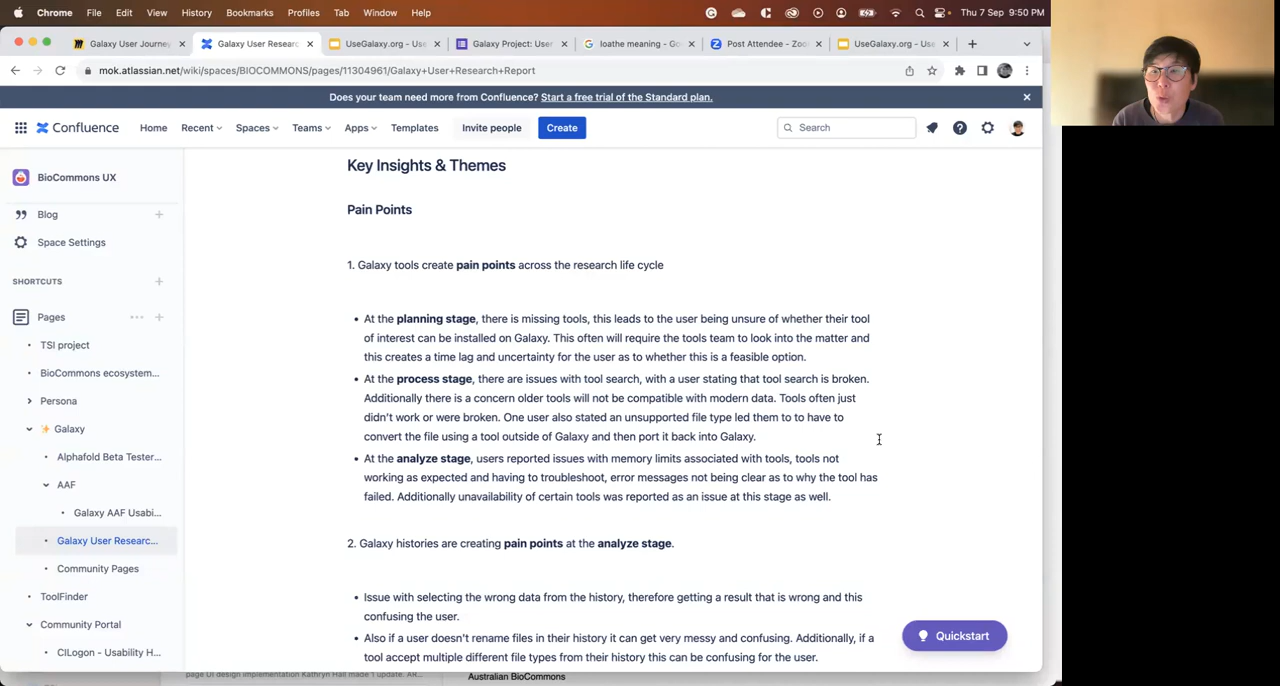 Chrome File Edit View History Bookmarks Profiles Tab Window Help Thu 7 Sep 9:50 PM
Galaxy User Journey Galaxy User Researc UseGalaxy.org - Use Galaxy Project: User loathe meaning - Go Post Attendee - Zoo UseGalaxy.org - Use
mok.atlassian.net/wiki/spaces/BIOCOMMONS/pages/11304961/Galaxy+User+Research+Report
Does your team need more from Confluence? Start a free trial of the Standard plan.
Confluence Home Recent Spaces Teams Apps Templates Invite people Create Search
BioCommons UX
Blog
Space Settings
SHORTCUTS
Pages
TSI project
BioCommons ecosystem...
Persona
Galaxy
Alphafold Beta Tester...
AAF
Galaxy AAF Usabi...
Galaxy User Researc...
Community Pages
ToolFinder
Community Portal
CILogon - Usability H...
Key Insights & Themes
Pain Points
1. Galaxy tools create pain points across the research life cycle
• At the planning stage, there is missing tools, this leads to the user being unsure of whether their tool
of interest can be installed on Galaxy. This often will require the tools team to look into the matter and
this creates a time lag and uncertainty for the user as to whether this is a feasible option.
• At the process stage, there are issues with tool search, with a user stating that tool search is broken.
Additionally there is a concern older tools will not be compatible with modern data. Tools often just
didn't work or were broken. One user also stated an unsupported file type led them to to have to
convert the file using a tool outside of Galaxy and then port it back into Galaxy.
• At the analyze stage, users reported issues with memory limits associated with tools, tools not
working as expected and having to troubleshoot, error messages not being clear as to why the tool has
failed. Additionally unavailability of certain tools was reported as an issue at this stage as well.
2. Galaxy histories are creating pain points at the analyze stage.
• Issue with selecting the wrong data from the history, therefore getting a result that is wrong and this
confusing the user.
• Also if a user doesn't rename files in their history it can get very messy and confusing. Additionally, if a
tool accept multiple different file types from their history this can be confusing for the user.
Quickstart
page UI design implementation Kathryn Hall made 1 update.
Australian BioCommons